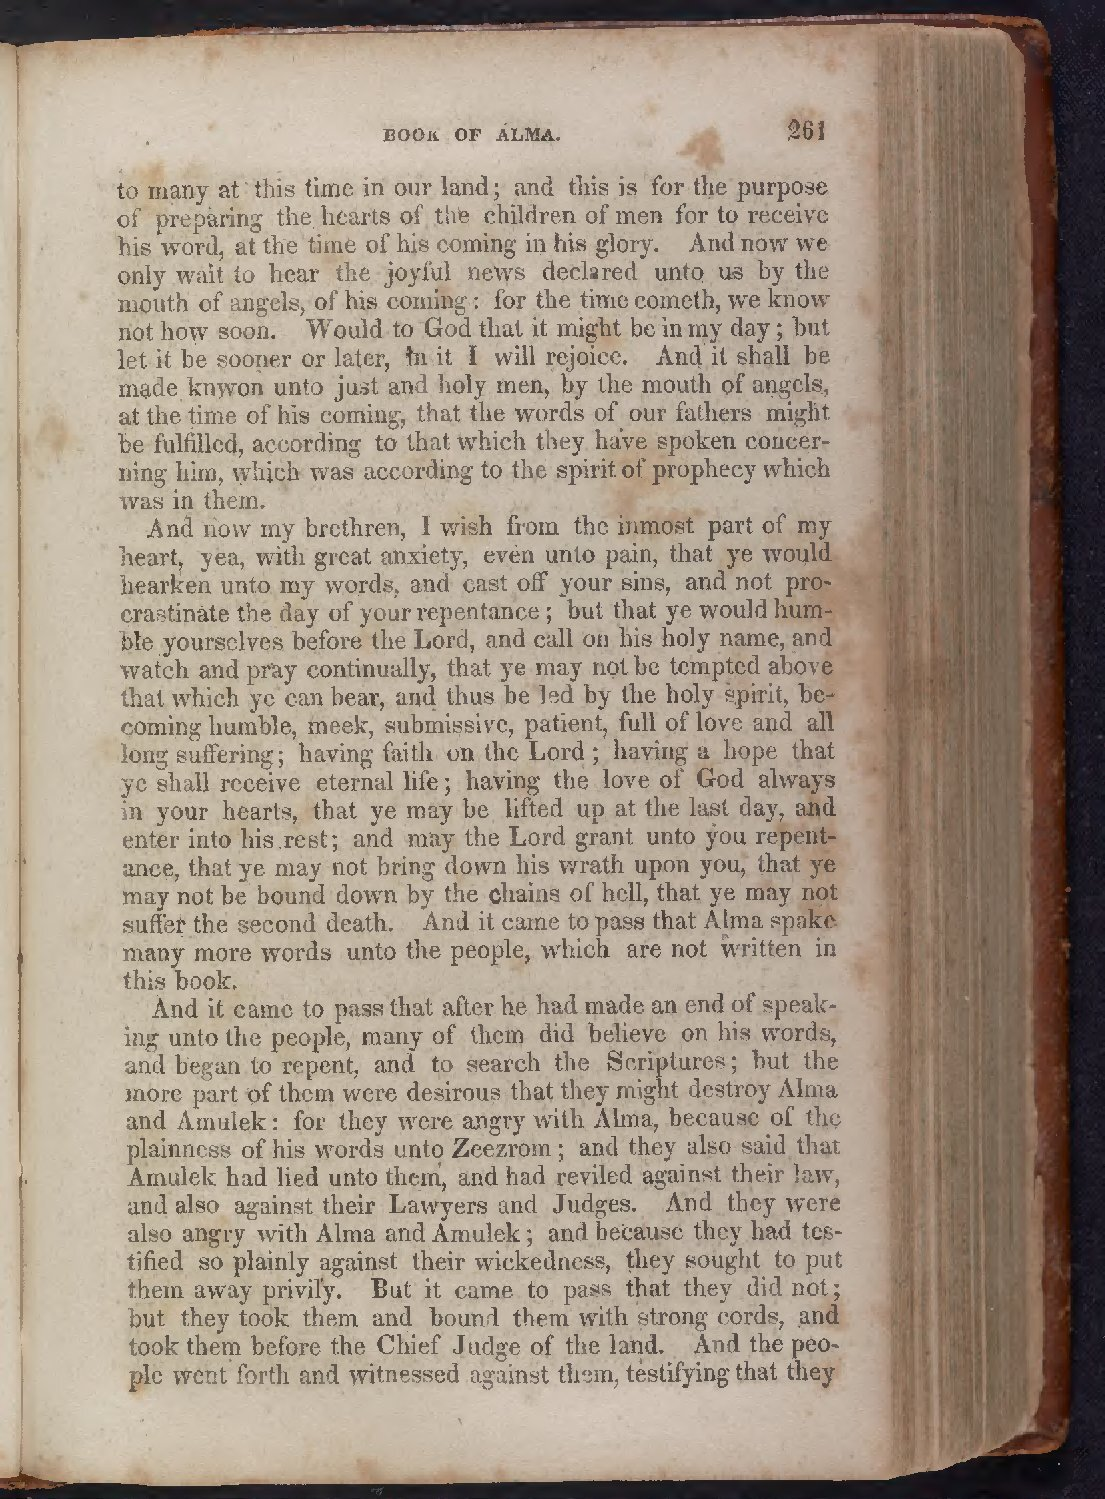 BOOK OF ALMA. 261
to many at this time in our land; and this is for the purpose
of preparing the hearts of the children of men for to receive
his word, at the time of his coming in his glory. And now we
only wait to hear the joyful news declared unto us by the
mouth of angels, of his coming: for the time cometh, we know
not how soon. Would to God that it might be in my day; but
let it be sooner or later, in it I will rejoice. And it shall be
made knwon unto just and holy men, by the mouth of angels,
at the time of his coming, that the words of our fathers might
be fulfilled, according to that which they have spoken concer-
ning him, which was according to the spirit of prophecy which
was in them.
And now my brethren, I wish from the inmost part of my
heart, yea, with great anxiety, even unto pain, that ye would
hearken unto my words, and cast off your sins, and not pro-
crastinate the day of your repentance; but that ye would hum-
ble yourselves before the Lord, and call on his holy name, and
watch and pray continually, that ye may not be tempted above
that which ye can bear, and thus be led by the holy spirit, be-
coming humble, meek, submissive, patient, full of love and all
long suffering; having faith on the Lord; having a hope that
ye shall receive eternal life; having the love of God always
in your hearts, that ye may be lifted up at the last day, and
enter into his rest; and may the Lord grant unto you repent-
ance, that ye may not bring down his wrath upon you, that ye
may not be bound down by the chains of hell, that ye may not
suffer the second death. And it came to pass that Alma spake
many more words unto the people, which are not written in
this book.
And it came to pass that after he had made an end of speak-
ing unto the people, many of them did believe on his words,
and began to repent, and to search the Scriptures; but the
more part of them were desirous that they might destroy Alma
and Amulek: for they were angry with Alma, because of the
plainness of his words unto Zeezrom; and they also said that
Amulek had lied unto them, and had reviled against their law,
and also against their Lawyers and Judges. And they were
also angry with Alma and Amulek; and because they had tes-
tified so plainly against their wickedness, they sought to put
them away privily. But it came to pass that they did not;
but they took them and bound them with strong cords, and
took them before the Chief Judge of the land. And the peo-
ple went forth and witnessed against them, testifying that they